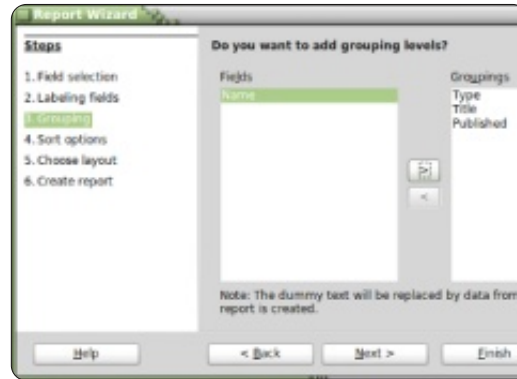 Report Wizard
Steps
1. Field selection
2. Labeling fields
3. Grouping
4. Sort options
5. Choose layout
6. Create report
Do you want to add grouping levels?
Fields
Name
Groupings
Type
Title
Published
>
<
Note: The dummy text will be replaced by data from
report is created.
Help
< Back
Next >
Finish